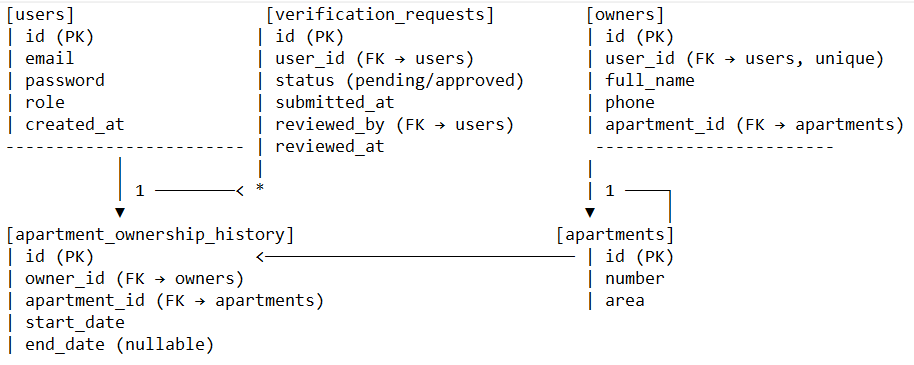 [users]                 [verification_requests]         [owners]
| id (PK)               | id (PK)                       | id (PK)
| email                 | user_id (FK → users)          | user_id (FK → users, unique)
| password              | status (pending/approved)     | full_name
| role                  | submitted_at                  | phone
| created_at            | reviewed_by (FK → users)      | apartment_id (FK → apartments)
------------------------ | reviewed_at                  ------------------------
1 ────────< *                                   1 ────┐
▼                                               ▼
[apartment_ownership_history]                          [apartments]
| id (PK)               <─────────────────────────────── | id (PK)
| owner_id (FK → owners)                                 | number
| apartment_id (FK → apartments)                         | area
| start_date
| end_date (nullable)